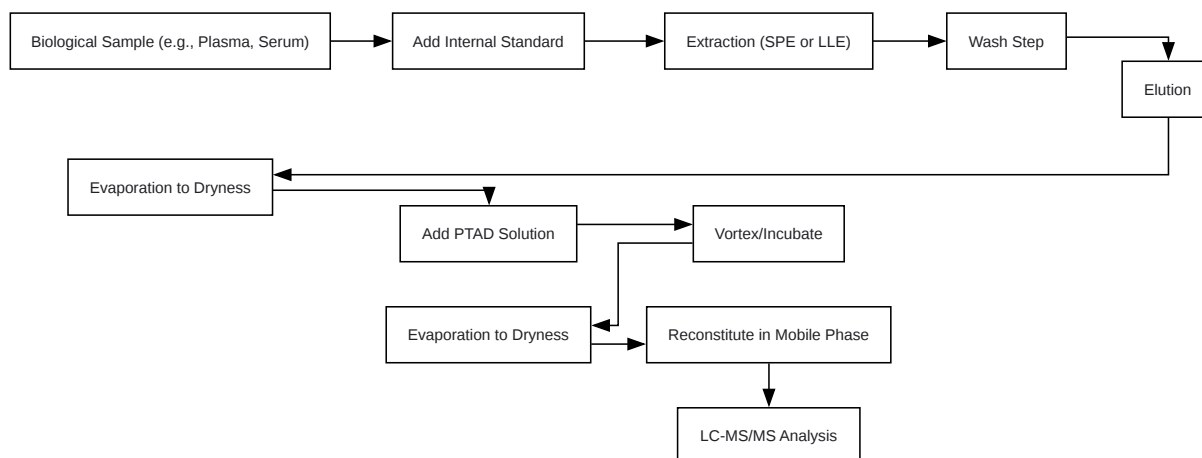 Biological Sample (e.g., Plasma, Serum)
Add Internal Standard
Extraction (SPE or LLE)
Wash Step
Elution
Evaporation to Dryness
Add PTAD Solution
Vortex/Incubate
Evaporation to Dryness
Reconstitute in Mobile Phase
LC-MS/MS Analysis